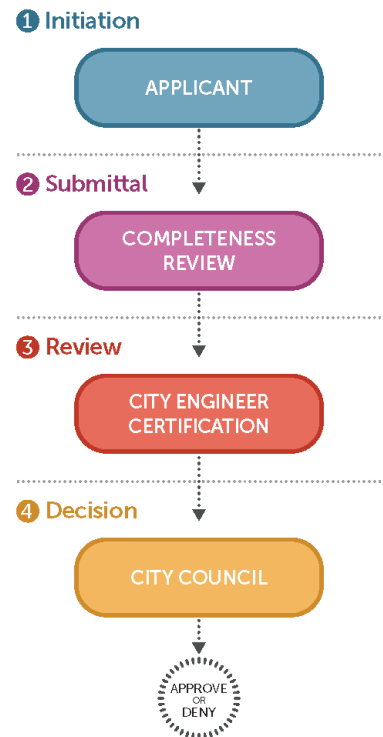 1 Initiation
APPLICANT
2 Submittal
COMPLETENESS
REVIEW
3 Review
CITY ENGINEER
CERTIFICATION
4 Decision
CITY COUNCIL
APPROVE
OR
DENY